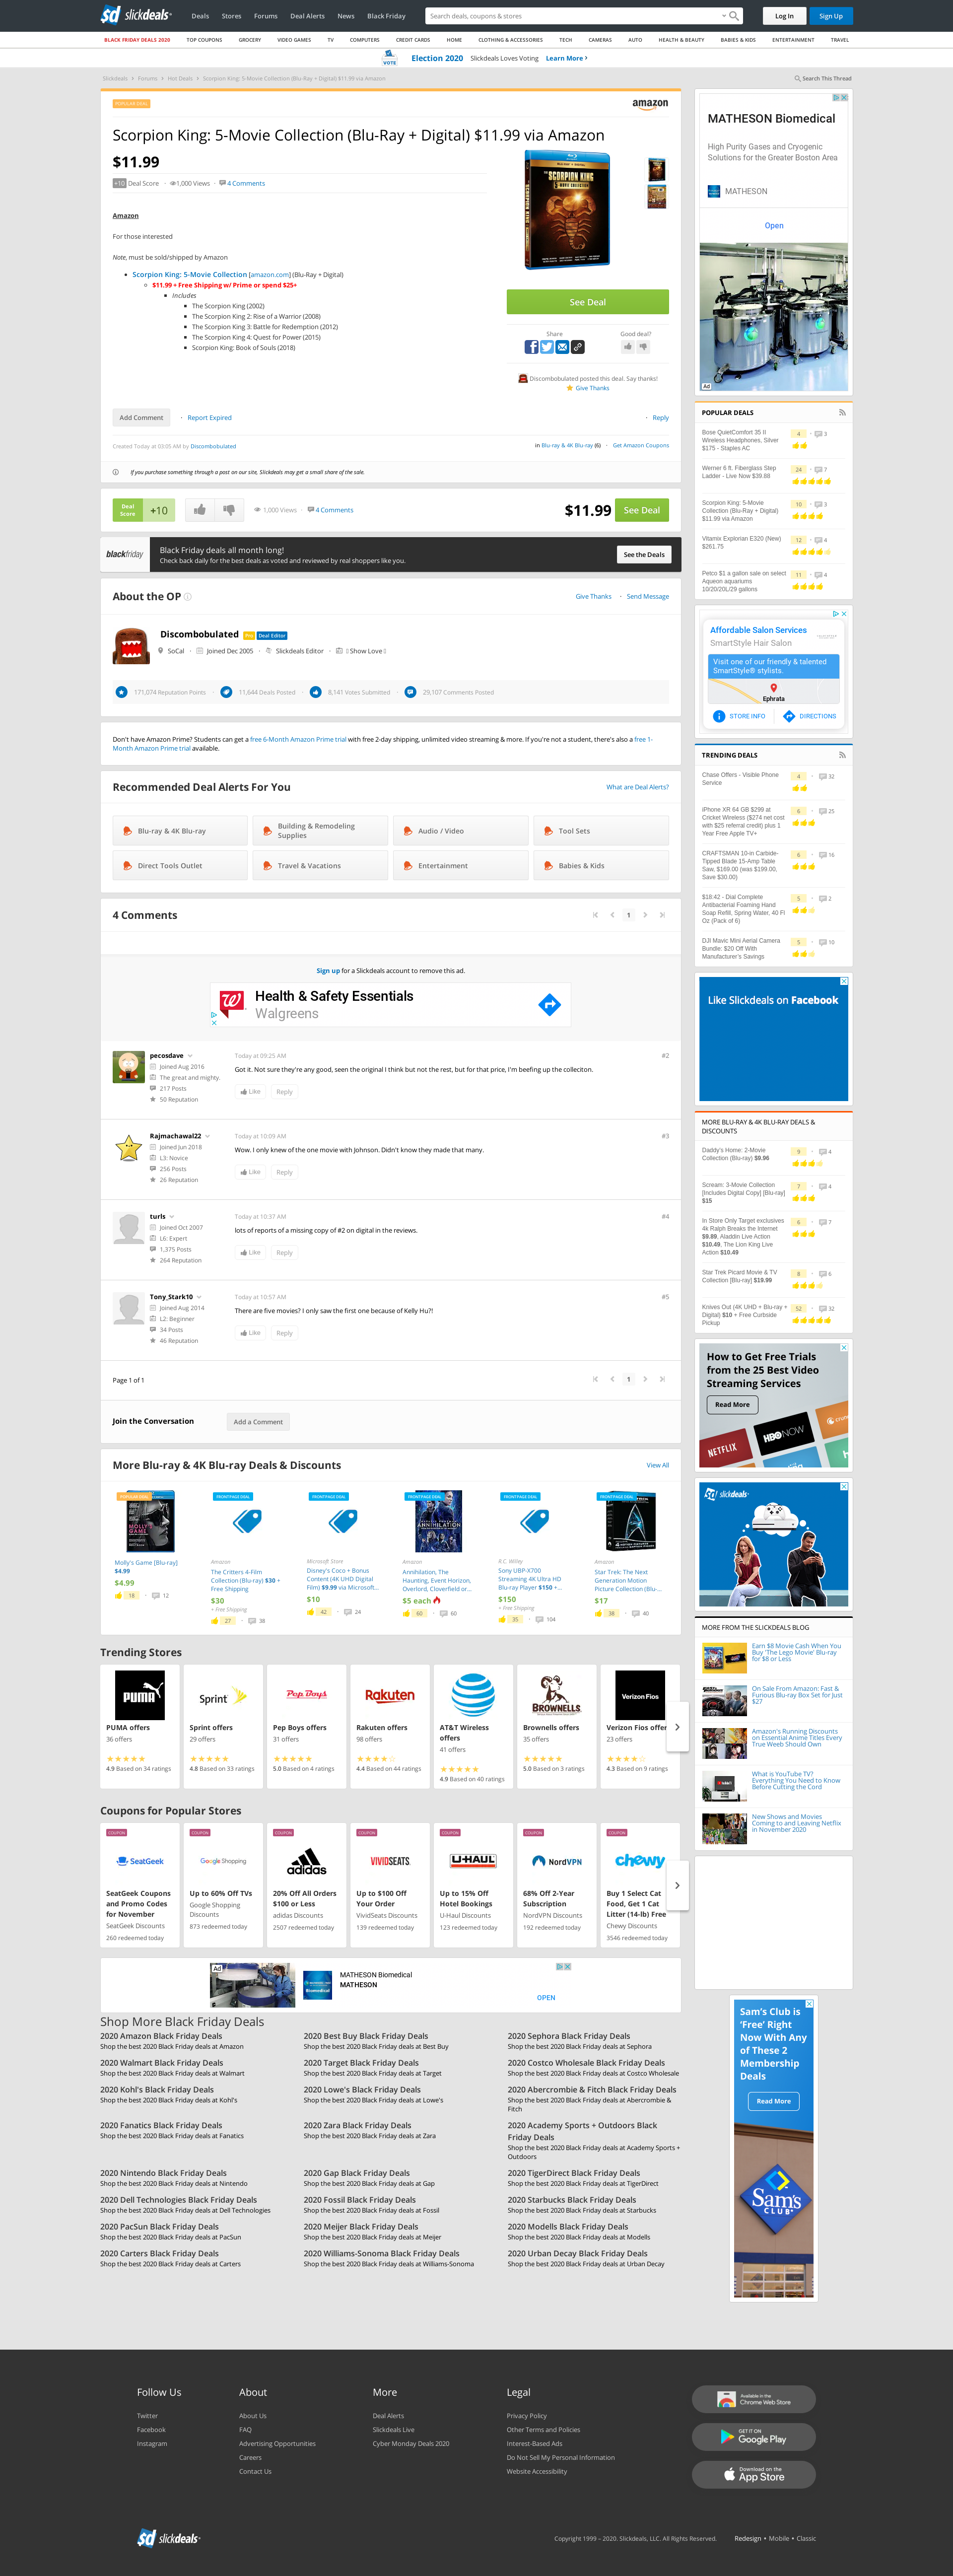 slickdeals
Deals Stores Forums Deal Alerts News Black Friday
Search deals, coupons & stores
Log In
Sign Up
BLACK FRIDAY DEALS 2020 TOP COUPONS GROCERY VIDEO GAMES TV COMPUTERS CREDIT CARDS HOME CLOTHING & ACCESSORIES TECH CAMERAS AUTO HEALTH & BEAUTY BABIES & KIDS ENTERTAINMENT TRAVEL
VOTE Election 2020 Slickdeals Loves Voting Learn More
Slickdeals Forums Hot Deals Scorpion King: 5-Movie Collection (Blu-Ray + Digital) $11.99 via Amazon
Search This Thread
POPULAR DEAL
amazon
Scorpion King: 5-Movie Collection (Blu-Ray + Digital) $11.99 via Amazon
$11.99
+10 Deal Score 1,000 Views 4 Comments
Amazon
For those interested
Note, must be sold/shipped by Amazon
Scorpion King: 5-Movie Collection [amazon.com] (Blu-Ray + Digital)
$11.99 + Free Shipping w/ Prime or spend $25+
Includes
The Scorpion King (2002)
The Scorpion King 2: Rise of a Warrior (2008)
The Scorpion King 3: Battle for Redemption (2012)
The Scorpion King 4: Quest for Power (2015)
Scorpion King: Book of Souls (2018)
See Deal
Share
Good deal?
Discombobulated posted this deal. Say thanks!
Give Thanks
Add Comment
Report Expired
Reply
Created Today at 03:05 AM by Discombobulated
in Blu-ray & 4K Blu-ray (6) Get Amazon Coupons
If you purchase something through a post on our site, Slickdeals may get a small share of the sale.
Deal Score +10
1,000 Views 4 Comments
$11.99 See Deal
blackfriday
Black Friday deals all month long!
Check back daily for the best deals as voted and reviewed by real shoppers like you.
See the Deals
About the OP
Give Thanks Send Message
Discombobulated Pro Deal Editor
SoCal Joined Dec 2005 Slickdeals Editor Show Love
171,074 Reputation Points 11,644 Deals Posted 8,141 Votes Submitted 29,107 Comments Posted
Don't have Amazon Prime? Students can get a free 6-Month Amazon Prime trial with free 2-day shipping, unlimited video streaming & more. If you're not a student, there's also a free 1-
Month Amazon Prime trial available.
Recommended Deal Alerts For You
What are Deal Alerts?
Blu-ray & 4K Blu-ray
Building & Remodeling
Supplies
Audio / Video
Tool Sets
Direct Tools Outlet
Travel & Vacations
Entertainment
Babies & Kids
4 Comments
1
Sign up for a Slickdeals account to remove this ad.
Health & Safety Essentials
Walgreens
pecosdave
Joined Aug 2016
The great and mighty.
217 Posts
50 Reputation
Today at 09:25 AM
#2
Got it. Not sure they're any good, seen the original I think but not the rest, but for that price, I'm beefing up the colleciton.
Like Reply
Rajmachawal22
Joined Jun 2018
L3: Novice
256 Posts
26 Reputation
Today at 10:09 AM
#3
Wow. I only knew of the one movie with Johnson. Didn't know they made that many.
Like Reply
turls
Joined Oct 2007
L6: Expert
1,375 Posts
264 Reputation
Today at 10:37 AM
#4
lots of reports of a missing copy of #2 on digital in the reviews.
Like Reply
Tony_Stark10
Joined Aug 2014
L2: Beginner
34 Posts
46 Reputation
Today at 10:57 AM
#5
There are five movies? I only saw the first one because of Kelly Hu?!
Like Reply
Page 1 of 1
1
Join the Conversation
Add a Comment
More Blu-ray & 4K Blu-ray Deals & Discounts
View All
POPULAR DEAL
Molly's Game [Blu-ray]
$4.99
$4.99
18 12
FRONTPAGE DEAL
Amazon
The Critters 4-Film
Collection (Blu-ray) $30 +
Free Shipping
$30
+ Free Shipping
27 38
FRONTPAGE DEAL
Microsoft Store
Disney's Coco + Bonus
Content (4K UHD Digital
Film) $9.99 via Microsoft...
$10
42 24
FRONTPAGE DEAL
Amazon
Annihilation, The
Haunting, Event Horizon,
Overlord, Cloverfield or...
$5 each
60 60
FRONTPAGE DEAL
R.C. Willey
Sony UBP-X700
Streaming 4K Ultra HD
Blu-ray Player $150 +...
$150
+ Free Shipping
35 104
FRONTPAGE DEAL
Amazon
Star Trek: The Next
Generation Motion
Picture Collection (Blu-...
$17
38 40
Trending Stores
PUMA
PUMA offers
36 offers
4.9 Based on 34 ratings
Sprint
Sprint offers
29 offers
4.8 Based on 33 ratings
Pep Boys
Pep Boys offers
31 offers
5.0 Based on 4 ratings
Rakuten
Rakuten offers
98 offers
4.4 Based on 44 ratings
AT&T Wireless
offers
41 offers
4.9 Based on 40 ratings
BROWNELLS
Brownells offers
35 offers
5.0 Based on 3 ratings
Verizon Fios
Verizon Fios offer
23 offers
4.3 Based on 9 ratings
Coupons for Popular Stores
COUPON
SeatGeek
SeatGeek Coupons
and Promo Codes
for November
SeatGeek Discounts
260 redeemed today
COUPON
Google Shopping
Up to 60% Off TVs
Google Shopping
Discounts
873 redeemed today
COUPON
adidas
20% Off All Orders
$100 or Less
adidas Discounts
2507 redeemed today
COUPON
VIVIDSEATS
Up to $100 Off
Your Order
VividSeats Discounts
139 redeemed today
COUPON
U-HAUL
Up to 15% Off
Hotel Bookings
U-Haul Discounts
123 redeemed today
COUPON
NordVPN
68% Off 2-Year
Subscription
NordVPN Discounts
192 redeemed today
COUPON
chewy
Buy 1 Select Cat
Food, Get 1 Cat
Litter (14-lb) Free
Chewy Discounts
3546 redeemed today
Ad
MATHESON Biomedical
MATHESON
OPEN
Shop More Black Friday Deals
2020 Amazon Black Friday Deals
Shop the best 2020 Black Friday deals at Amazon
2020 Best Buy Black Friday Deals
Shop the best 2020 Black Friday deals at Best Buy
2020 Sephora Black Friday Deals
Shop the best 2020 Black Friday deals at Sephora
2020 Walmart Black Friday Deals
Shop the best 2020 Black Friday deals at Walmart
2020 Target Black Friday Deals
Shop the best 2020 Black Friday deals at Target
2020 Costco Wholesale Black Friday Deals
Shop the best 2020 Black Friday deals at Costco Wholesale
2020 Kohl's Black Friday Deals
Shop the best 2020 Black Friday deals at Kohl's
2020 Lowe's Black Friday Deals
Shop the best 2020 Black Friday deals at Lowe's
2020 Abercrombie & Fitch Black Friday Deals
Shop the best 2020 Black Friday deals at Abercrombie &
Fitch
2020 Fanatics Black Friday Deals
Shop the best 2020 Black Friday deals at Fanatics
2020 Zara Black Friday Deals
Shop the best 2020 Black Friday deals at Zara
2020 Academy Sports + Outdoors Black
Friday Deals
Shop the best 2020 Black Friday deals at Academy Sports +
Outdoors
2020 Nintendo Black Friday Deals
Shop the best 2020 Black Friday deals at Nintendo
2020 Gap Black Friday Deals
Shop the best 2020 Black Friday deals at Gap
2020 TigerDirect Black Friday Deals
Shop the best 2020 Black Friday deals at TigerDirect
2020 Dell Technologies Black Friday Deals
Shop the best 2020 Black Friday deals at Dell Technologies
2020 Fossil Black Friday Deals
Shop the best 2020 Black Friday deals at Fossil
2020 Starbucks Black Friday Deals
Shop the best 2020 Black Friday deals at Starbucks
2020 PacSun Black Friday Deals
Shop the best 2020 Black Friday deals at PacSun
2020 Meijer Black Friday Deals
Shop the best 2020 Black Friday deals at Meijer
2020 Modells Black Friday Deals
Shop the best 2020 Black Friday deals at Modells
2020 Carters Black Friday Deals
Shop the best 2020 Black Friday deals at Carters
2020 Williams-Sonoma Black Friday Deals
Shop the best 2020 Black Friday deals at Williams-Sonoma
2020 Urban Decay Black Friday Deals
Shop the best 2020 Black Friday deals at Urban Decay
MATHESON Biomedical
High Purity Gases and Cryogenic
Solutions for the Greater Boston Area
MATHESON
Open
Ad
POPULAR DEALS
Bose QuietComfort 35 II
Wireless Headphones, Silver
$175 - Staples AC
4 3
Werner 6 ft. Fiberglass Step
Ladder - Live Now $39.88
24 7
Scorpion King: 5-Movie
Collection (Blu-Ray + Digital)
$11.99 via Amazon
10 3
Vitamix Explorian E320 (New)
$261.75
12 4
Petco $1 a gallon sale on select
Aqueon aquariums
10/20/20L/29 gallons
11 4
Affordable Salon Services
SmartStyle Hair Salon
Visit one of our friendly & talented
SmartStyle® stylists.
Ephrata
STORE INFO DIRECTIONS
TRENDING DEALS
Chase Offers - Visible Phone
Service
4 32
iPhone XR 64 GB $299 at
Cricket Wireless ($274 net cost
with $25 referral credit) plus 1
Year Free Apple TV+
6 25
CRAFTSMAN 10-in Carbide-
Tipped Blade 15-Amp Table
Saw, $169.00 (was $199.00,
Save $30.00)
6 16
$18.42 - Dial Complete
Antibacterial Foaming Hand
Soap Refill, Spring Water, 40 Fl
Oz (Pack of 6)
5 2
DJI Mavic Mini Aerial Camera
Bundle: $20 Off With
Manufacturer's Savings
5 10
Like Slickdeals on Facebook
MORE BLU-RAY & 4K BLU-RAY DEALS &
DISCOUNTS
Daddy's Home: 2-Movie
Collection (Blu-ray) $9.96
9 4
Scream: 3-Movie Collection
[Includes Digital Copy] [Blu-ray]
$15
7 4
In Store Only Target exclusives
4k Ralph Breaks the Internet
$9.89, Aladdin Live Action
$10.49, The Lion King Live
Action $10.49
6 7
Star Trek Picard Movie & TV
Collection [Blu-ray] $19.99
8 6
Knives Out (4K UHD + Blu-ray +
Digital) $10 + Free Curbside
Pickup
52 32
How to Get Free Trials
from the 25 Best Video
Streaming Services
Read More
NETFLIX HBO NOW
slickdeals
MORE FROM THE SLICKDEALS BLOG
Earn $8 Movie Cash When You
Buy 'The Lego Movie' Blu-ray
for $8 or Less
On Sale From Amazon: Fast &
Furious Blu-ray Box Set for Just
$27
Amazon's Running Discounts
on Essential Anime Titles Every
True Weeb Should Own
What is YouTube TV?
Everything You Need to Know
Before Cutting the Cord
New Shows and Movies
Coming to and Leaving Netflix
in November 2020
Sam's Club is
'Free' Right
Now With Any
of These 2
Membership
Deals
Read More
Sam's CLUB
Follow Us
Twitter
Facebook
Instagram
About
About Us
FAQ
Advertising Opportunities
Careers
Contact Us
More
Deal Alerts
Slickdeals Live
Cyber Monday Deals 2020
Legal
Privacy Policy
Other Terms and Policies
Interest-Based Ads
Do Not Sell My Personal Information
Website Accessibility
Available in the
Chrome Web Store
GET IT ON
Google Play
Download on the
App Store
slickdeals
Copyright 1999 – 2020. Slickdeals, LLC. All Rights Reserved.
Redesign • Mobile • Classic